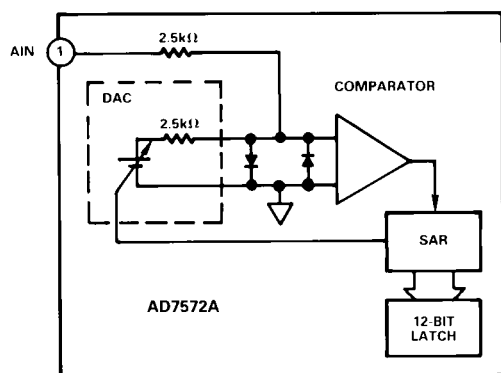 AIN
1
2.5kΩ
DAC
2.5kΩ
COMPARATOR
SAR
12-BIT
LATCH
AD7572A